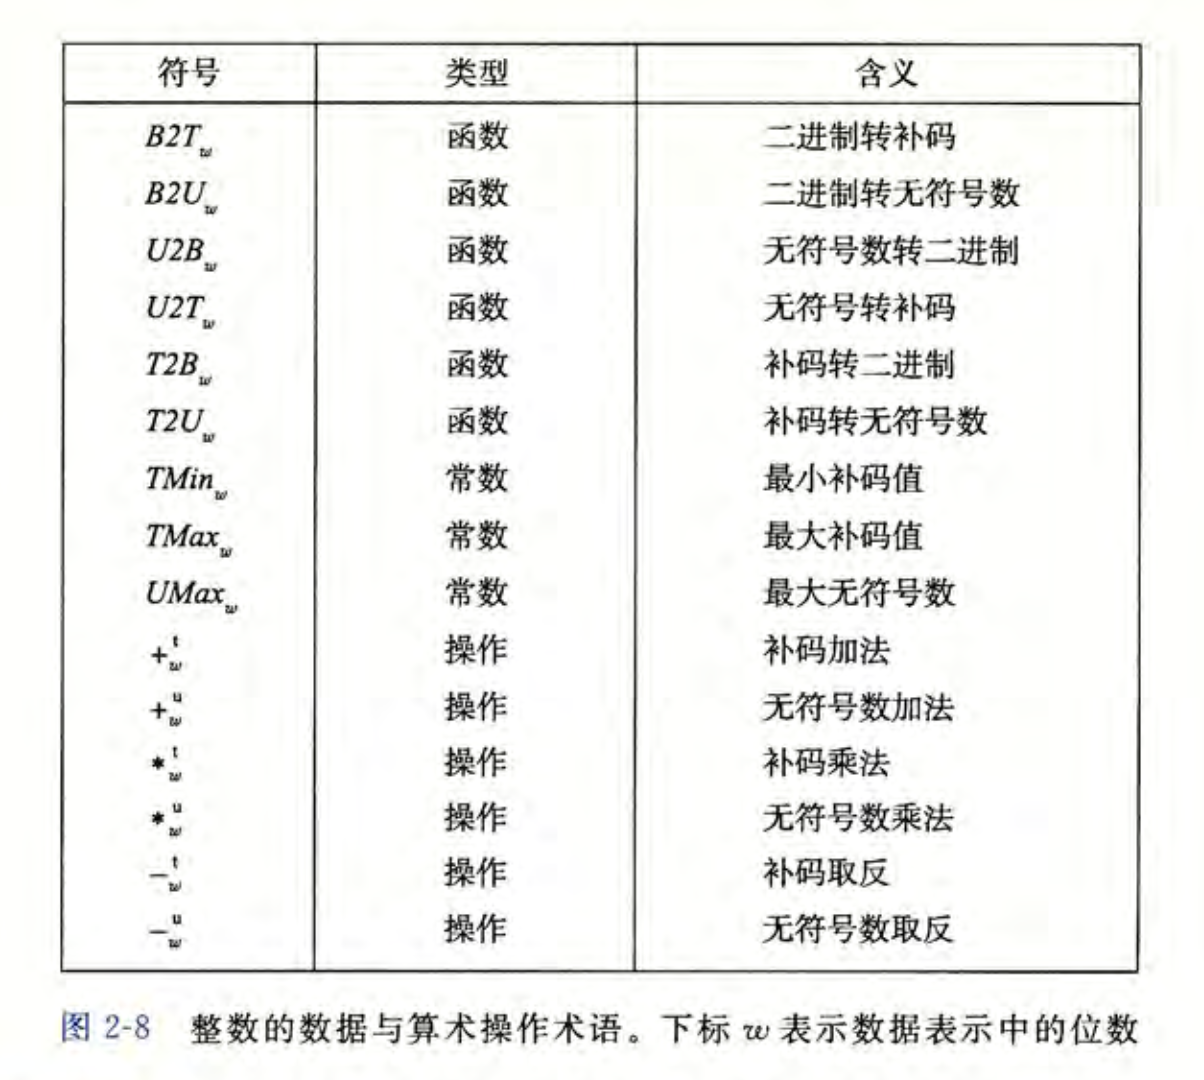 符号 类型 含义
B2T_w 函数 二进制转补码
B2U_w 函数 二进制转无符号数
U2B_w 函数 无符号数转二进制
U2T_w 函数 无符号转补码
T2B_w 函数 补码转二进制
T2U_w 函数 补码转无符号数
TMin_w 常数 最小补码值
TMax_w 常数 最大补码值
UMax_w 常数 最大无符号数
+^t_w 操作 补码加法
+^u_w 操作 无符号数加法
*^t_w 操作 补码乘法
*^u_w 操作 无符号数乘法
-^t_w 操作 补码取反
-^u_w 操作 无符号数取反
图 2-8 整数的数据与算术操作术语。下标 w 表示数据表示中的位数